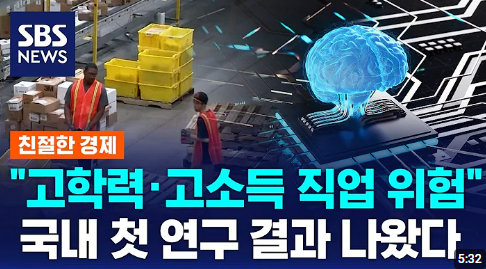 SBS
NEWS
친절한 경제
"고학력·고소득 직업 위험"
국내 첫 연구 결과 나왔다
5:32